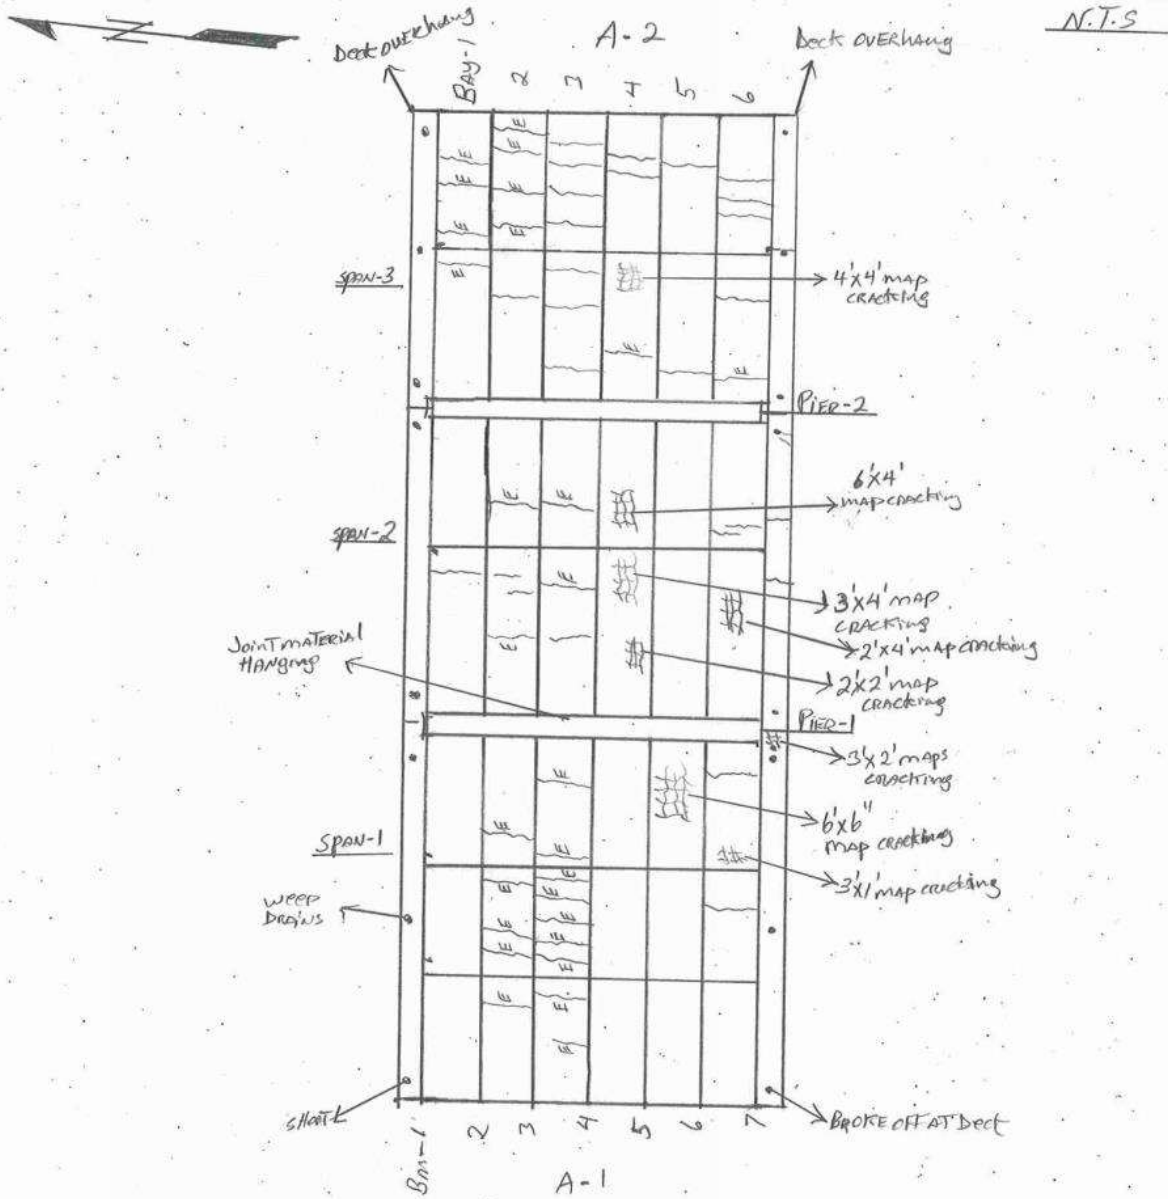 N.T.S
Deck OVERhang
A-2
Deck OVERhang
BAY-1
2
3
4
5
6
E
E
E
E
E
E
E
E
SPAN-3
E
4'x4' MAP
CRACKING
E
E
PIER-2
6'x4'
MAP CRACKING
E
E
SPAN-2
E
3'x4' MAP
CRACKING
2'x4' MAP CRACKING
Joint MATERIAL
HANging
E
2'x2' MAP
CRACKing
PIER-1
3'x2' MAPS
CRACKING
E
6'x6"
MAP CRACKING
E
E
SPAN-1
3'x1' MAP cracking
E
E
E
WEEP
DRAINS
E
E
E
E
E
E
E
E
BROKE OFF AT Deck
Bm-1
2
3
4
5
6
7
A-1